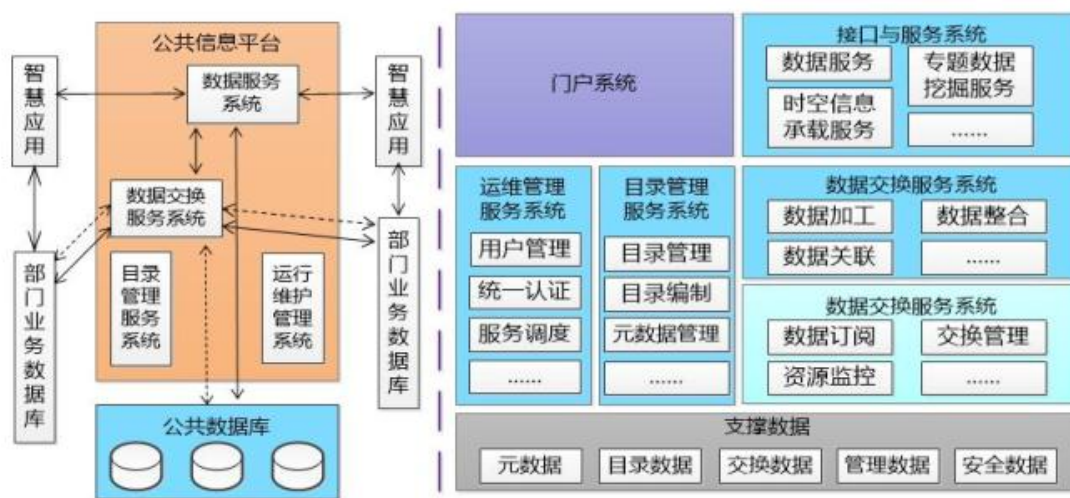 公共信息平台
智慧应用
数据服务
系统
智慧应用
数据交换
服务系统
部门业务数据库
目录
管理
服务
系统
运行
维护
管理
系统
部门业务数据库
公共数据库
门户系统
接口与服务系统
数据服务
专题数据
挖掘服务
时空信息
承载服务
......
运维管理
服务系统
用户管理
统一认证
服务调度
......
目录管理
服务系统
目录管理
目录编制
元数据管理
......
数据交换服务系统
数据加工
数据整合
数据关联
......
数据交换服务系统
数据订阅
交换管理
资源监控
......
支撑数据
元数据
目录数据
交换数据
管理数据
安全数据